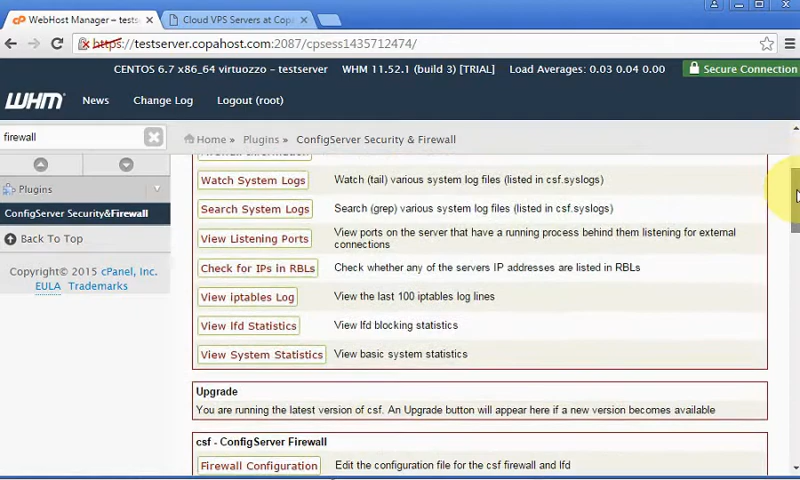 WebHost Manager – tests
Cloud VPS Servers at Copa
https://testserver.copahost.com:2087/cpsess1435712474/
CENTOS 6.7 x86_64 virtuozzo – testserver WHM 11.52.1 (build 3) [TRIAL] Load Averages: 0.03 0.04 0.00 Secure Connection
WHM News Change Log Logout (root)
firewall
Home » Plugins » ConfigServer Security & Firewall
Plugins
ConfigServer Security&Firewall
Back To Top
Copyright© 2015 cPanel, Inc.
EULA Trademarks
Firewall Information
Watch System Logs Watch (tail) various system log files (listed in csf.syslogs)
Search System Logs Search (grep) various system log files (listed in csf.syslogs)
View Listening Ports View ports on the server that have a running process behind them listening for external
connections
Check for IPs in RBLs Check whether any of the servers IP addresses are listed in RBLs
View iptables Log View the last 100 iptables log lines
View lfd Statistics View lfd blocking statistics
View System Statistics View basic system statistics
Upgrade
You are running the latest version of csf. An Upgrade button will appear here if a new version becomes available
csf - ConfigServer Firewall
Firewall Configuration Edit the configuration file for the csf firewall and lfd